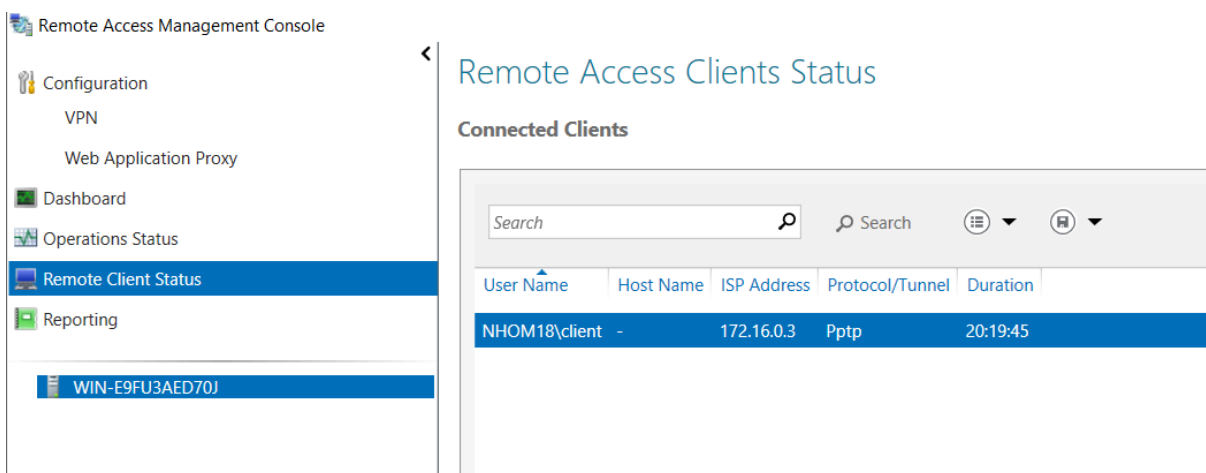 Remote Access Management Console
Configuration
VPN
Web Application Proxy
Dashboard
Operations Status
Remote Client Status
Reporting
WIN-E9FU3AED70J
Remote Access Clients Status
Connected Clients
Search Search
User Name Host Name ISP Address Protocol/Tunnel Duration
NHOM18\client - 172.16.0.3 Pptp 20:19:45